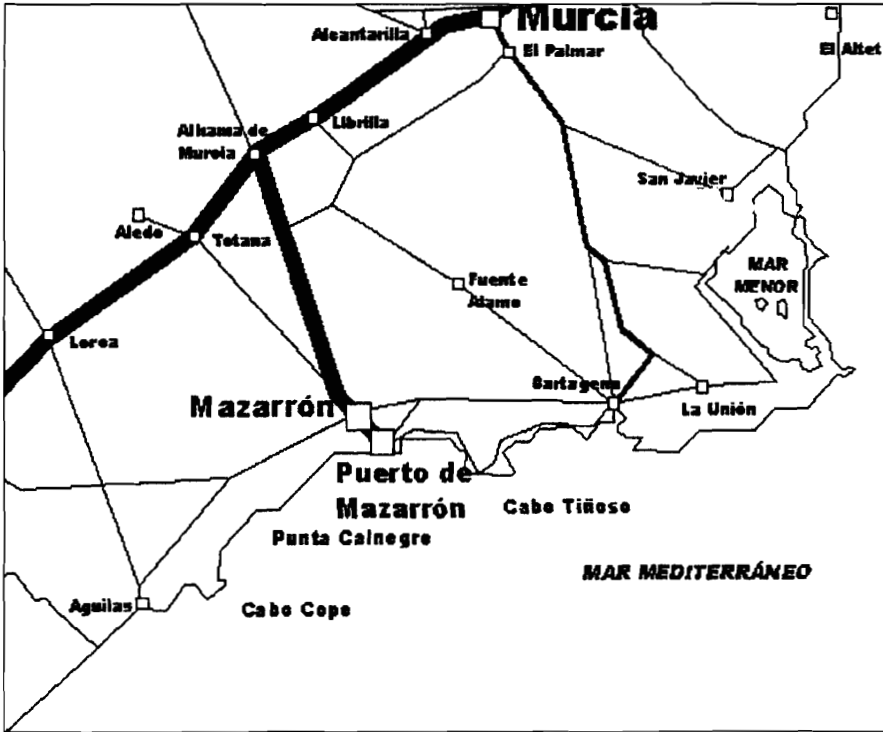 Murcia
Alcantarilla
El Palmar
El Altet
Librilla
Alhama de
Murcia
San Javier
Aledo
Totana
MAR
MENOR
Fuente
Alamo
Lorca
Cartagena
Mazarrón
La Unión
Puerto de
Mazarrón
Cabo Tiñoso
Punta Calnegre
MAR MEDITERRÁNEO
Aguilas
Cabo Cope